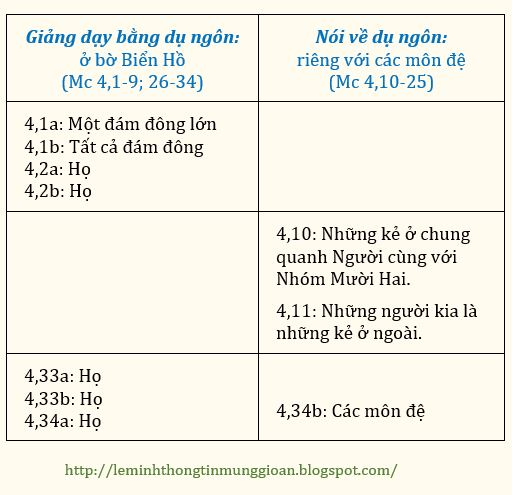 Giảng dạy bằng dụ ngôn:
ở bờ Biển Hồ
(Mc 4,1-9; 26-34)
Nói về dụ ngôn:
riêng với các môn đệ
(Mc 4,10-25)
4,1a: Một đám đông lớn
4,1b: Tất cả đám đông
4,2a: Họ
4,2b: Họ
4,10: Những kẻ ở chung
quanh Người cùng với
Nhóm Mười Hai.
4,11: Những người kia là
những kẻ ở ngoài.
4,33a: Họ
4,33b: Họ
4,34a: Họ
4,34b: Các môn đệ
http://leminhthongtinmunggioan.blogspot.com/